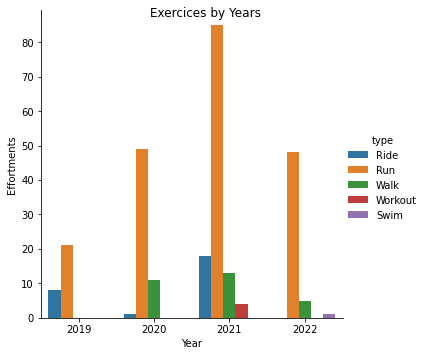 Exercices by Years
80
70
60
50
40
30
20
10
0
Effortments
2019 2020 2021 2022
Year
type
Ride
Run
Walk
Workout
Swim